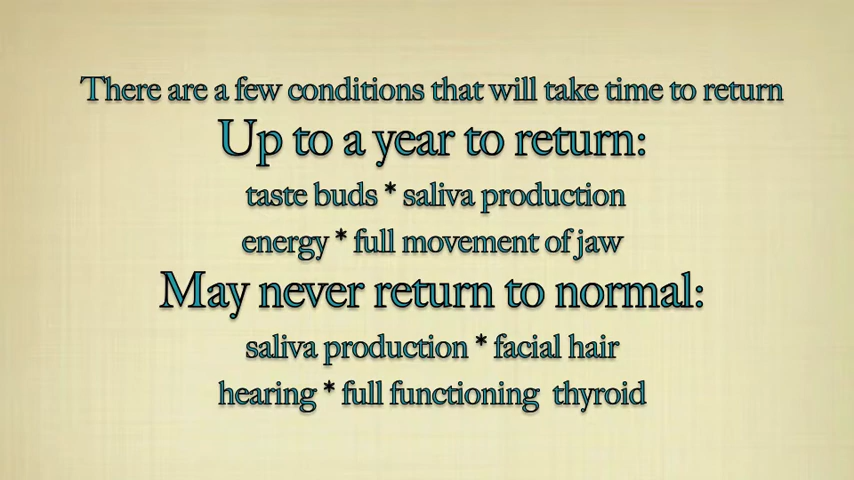 There are a few conditions that will take time to return
Up to a year to return:
taste buds * saliva production
energy * full movement of jaw
May never return to normal:
saliva production * facial hair
hearing * full functioning thyroid